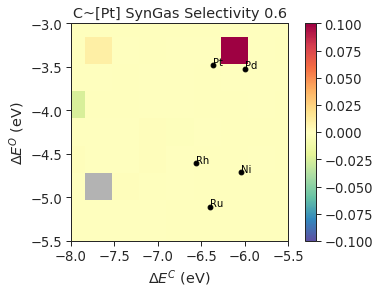 C~[Pt] SynGas Selectivity 0.6
ΔE^O (eV)
−3.0
−3.5
−4.0
−4.5
−5.0
−5.5
Pt
Pd
Rh
Ni
Ru
−8.0 −7.5 −7.0 −6.5 −6.0 −5.5
ΔE^C (eV)
0.100
0.075
0.050
0.025
0.000
−0.025
−0.050
−0.075
−0.100